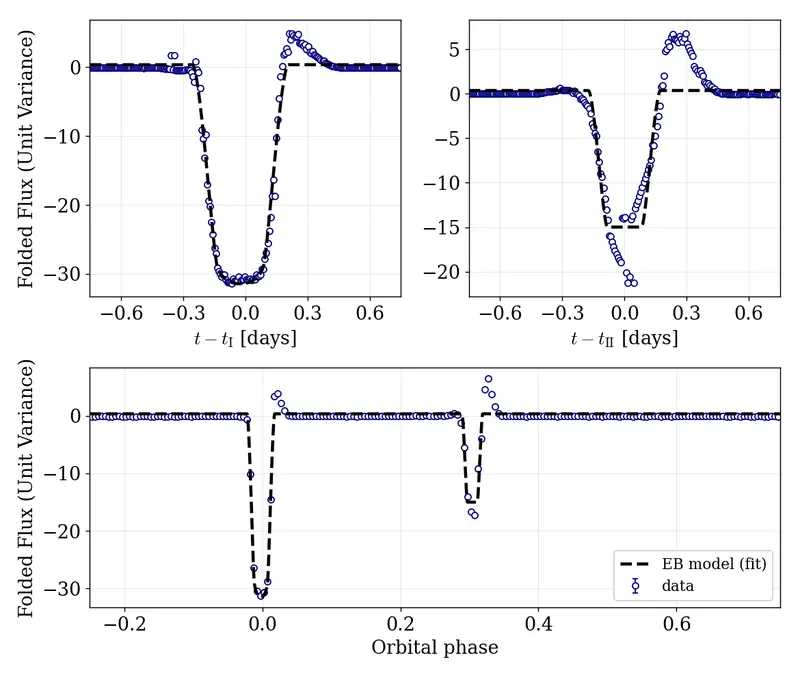 Folded Flux (Unit Variance)
0
−10
−20
−30
−0.6 −0.3 0.0 0.3 0.6
t − tI [days]
5
0
−5
−10
−15
−20
−0.6 −0.3 0.0 0.3 0.6
t − tII [days]
Folded Flux (Unit Variance)
0
−10
−20
−30
−0.2 0.0 0.2 0.4 0.6
Orbital phase
EB model (fit)
data